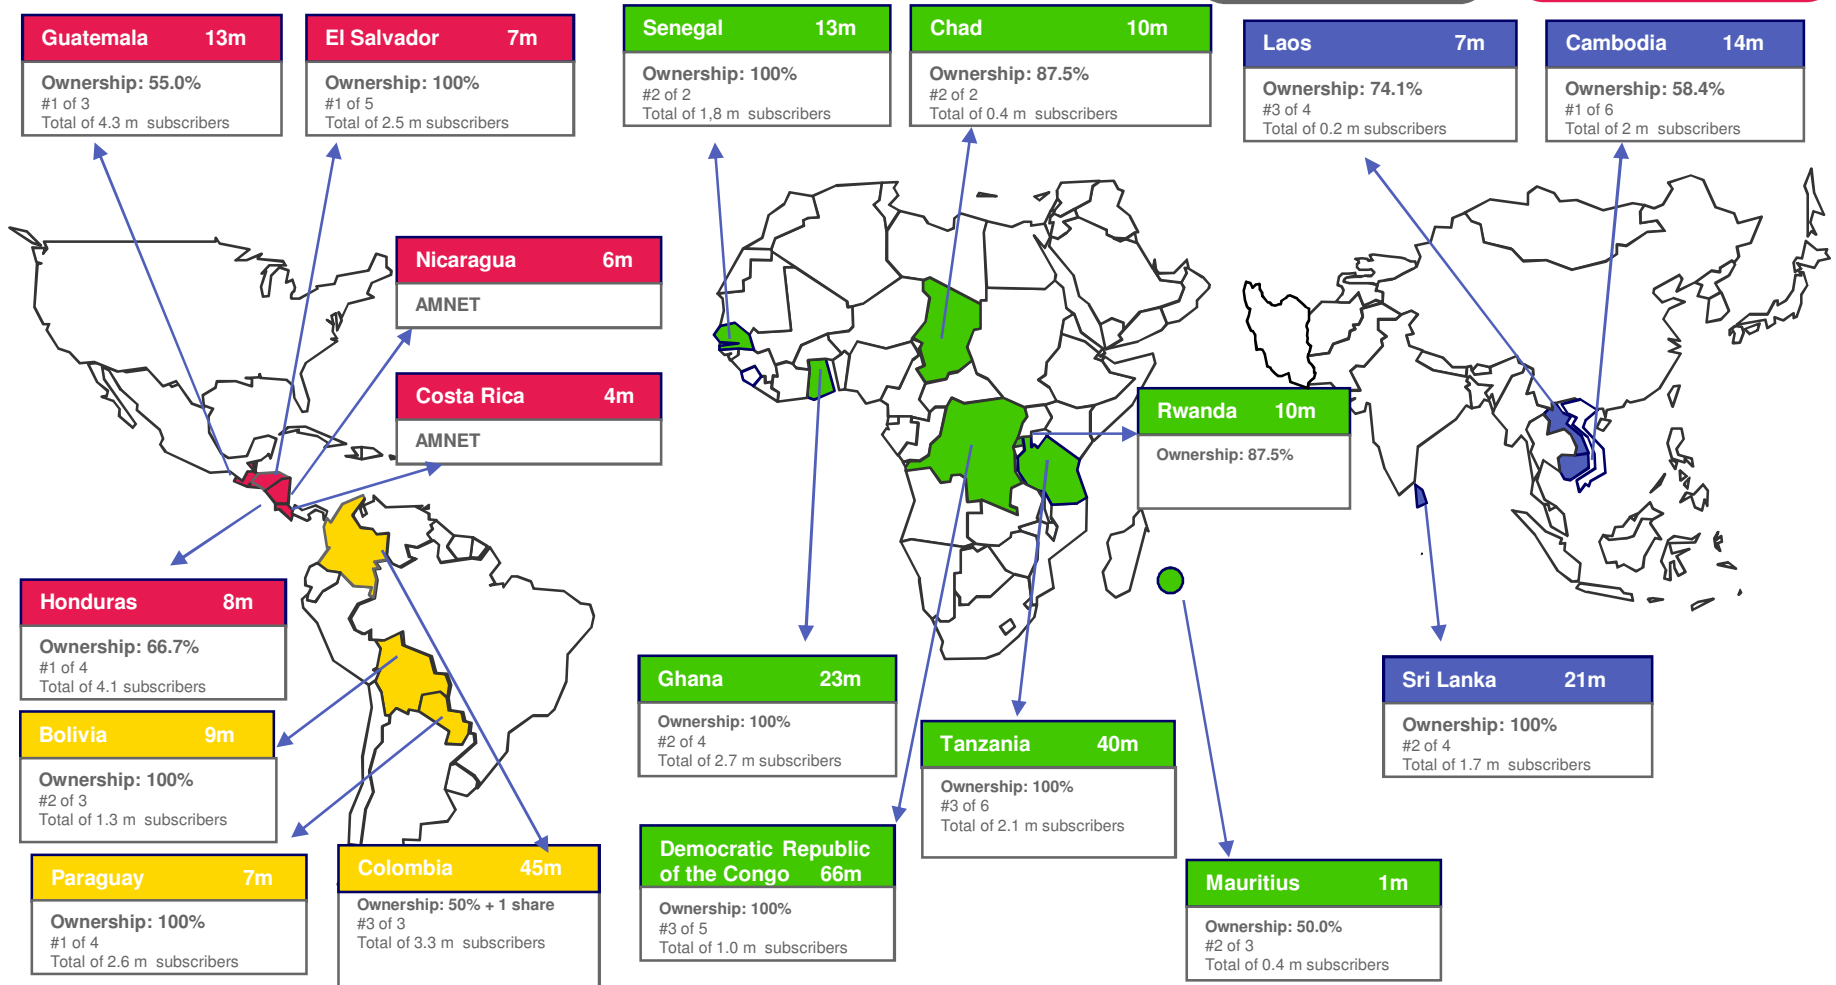 Guatemala 13m
Ownership: 55.0%
#1 of 3
Total of 4.3 m subscribers
El Salvador 7m
Ownership: 100%
#1 of 5
Total of 2.5 m subscribers
Senegal 13m
Ownership: 100%
#2 of 2
Total of 1,8 m subscribers
Chad 10m
Ownership: 87.5%
#2 of 2
Total of 0.4 m subscribers
Laos 7m
Ownership: 74.1%
#3 of 4
Total of 0.2 m subscribers
Cambodia 14m
Ownership: 58.4%
#1 of 6
Total of 2 m subscribers
Nicaragua 6m
AMNET
Costa Rica 4m
AMNET
Rwanda 10m
Ownership: 87.5%
Honduras 8m
Ownership: 66.7%
#1 of 4
Total of 4.1 subscribers
Bolivia 9m
Ownership: 100%
#2 of 3
Total of 1.3 m subscribers
Paraguay 7m
Ownership: 100%
#1 of 4
Total of 2.6 m subscribers
Colombia 45m
Ownership: 50% + 1 share
#3 of 3
Total of 3.3 m subscribers
Ghana 23m
Ownership: 100%
#2 of 4
Total of 2.7 m subscribers
Democratic Republic
of the Congo 66m
Ownership: 100%
#3 of 5
Total of 1.0 m subscribers
Tanzania 40m
Ownership: 100%
#3 of 6
Total of 2.1 m subscribers
Mauritius 1m
Ownership: 50.0%
#2 of 3
Total of 0.4 m subscribers
Sri Lanka 21m
Ownership: 100%
#2 of 4
Total of 1.7 m subscribers